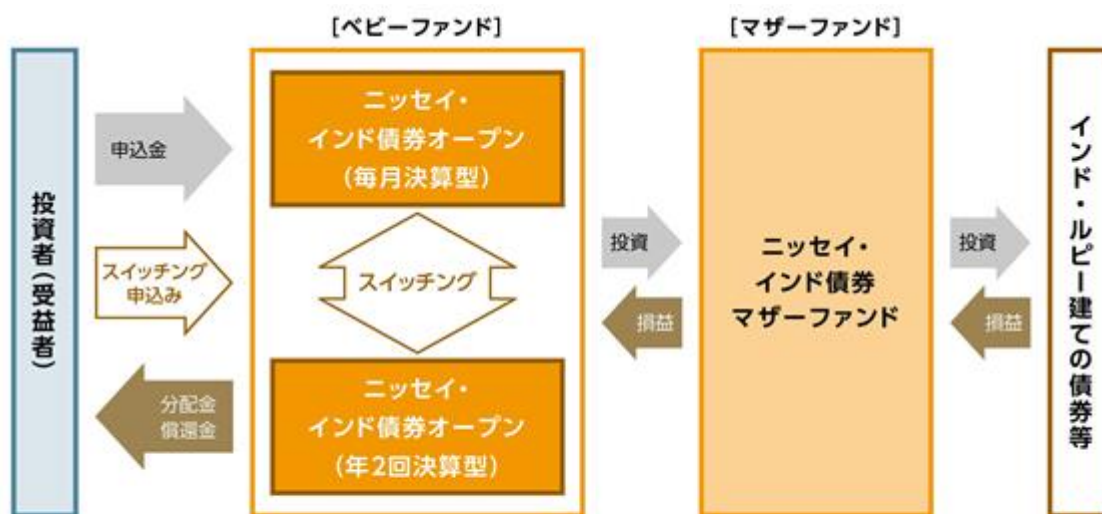 [ベビーファンド]
[マザーファンド]
投資者(受益者)
申込金
スイッチング
申込み
分配金
償還金
ニッセイ・
インド債券オープン
(毎月決算型)
スイッチング
ニッセイ・
インド債券オープン
(年2回決算型)
投資
損益
ニッセイ・
インド債券
マザーファンド
投資
損益
インド・ルピー建ての債券等